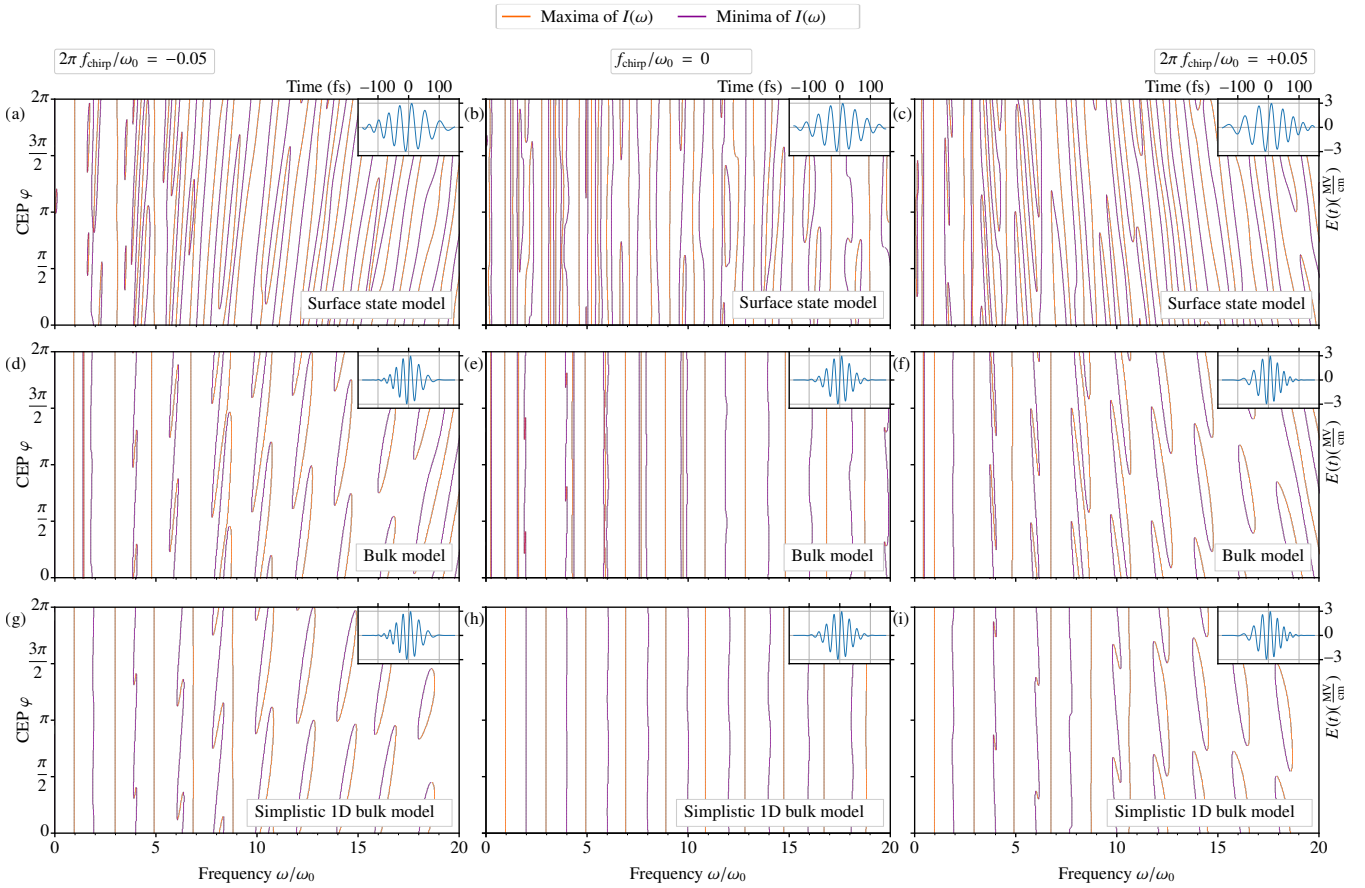 Maxima of I(ω) Minima of I(ω)
2π f_chirp/ω₀ = −0.05 f_chirp/ω₀ = 0 2π f_chirp/ω₀ = +0.05
Time (fs) −100 0 100 Time (fs) −100 0 100 Time (fs) −100 0 100
(a) (b) (c)
2π
3π/2
π
π/2
0
CEP φ
3
0
−3
E(t)(MV/cm)
Surface state model Surface state model Surface state model
(d) (e) (f)
2π
3π/2
π
π/2
0
CEP φ
3
0
−3
E(t)(MV/cm)
Bulk model Bulk model Bulk model
(g) (h) (i)
2π
3π/2
π
π/2
0
CEP φ
3
0
−3
E(t)(MV/cm)
Simplistic 1D bulk model Simplistic 1D bulk model Simplistic 1D bulk model
0 5 10 15 20 0 5 10 15 20 0 5 10 15 20
Frequency ω/ω₀ Frequency ω/ω₀ Frequency ω/ω₀